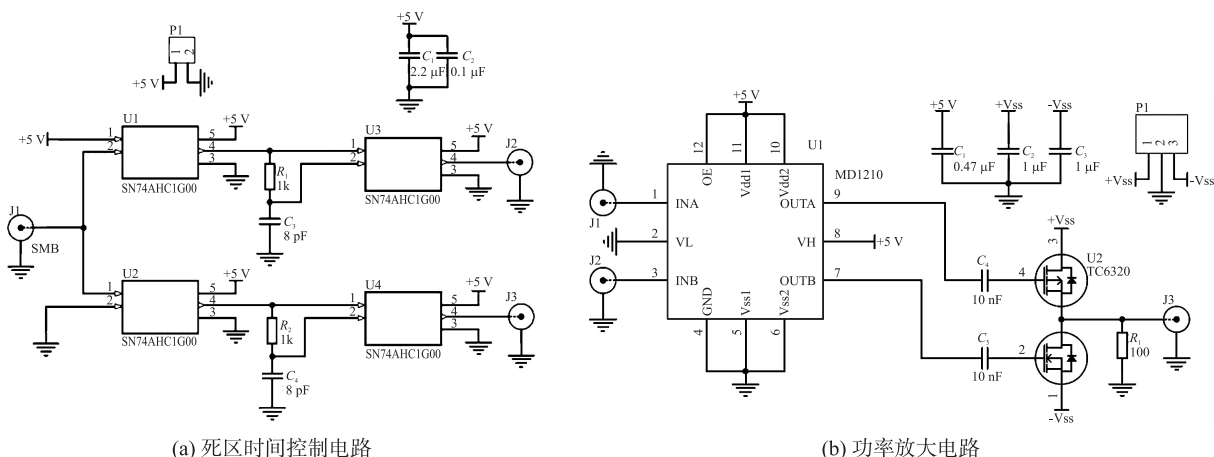 P1
1
2
+5 V
+5 V
C1
2.2 μF
C2
0.1 μF
U1
+5 V
1
2
5
4
3
+5 V
SN74AHC1G00
R1
1k
C3
8 pF
U3
1
2
5
4
3
+5 V
SN74AHC1G00
J2
J1
SMB
U2
1
2
5
4
3
+5 V
SN74AHC1G00
R2
1k
C4
8 pF
U4
1
2
5
4
3
+5 V
SN74AHC1G00
J3
(a) 死区时间控制电路
+5 V
12
11
10
U1
MD1210
OE
Vdd1
Vdd2
J1
1
INA
OUTA
9
2
VL
VH
8
+5 V
J2
3
INB
OUTB
7
GND
Vss1
Vss2
4
5
6
+5 V
C1
0.47 μF
+Vss
C2
1 μF
-Vss
C3
1 μF
P1
1
2
3
+Vss
-Vss
+Vss
3
U2
TC6320
C4
10 nF
4
C5
10 nF
2
1
-Vss
R1
100
J3
(b) 功率放大电路